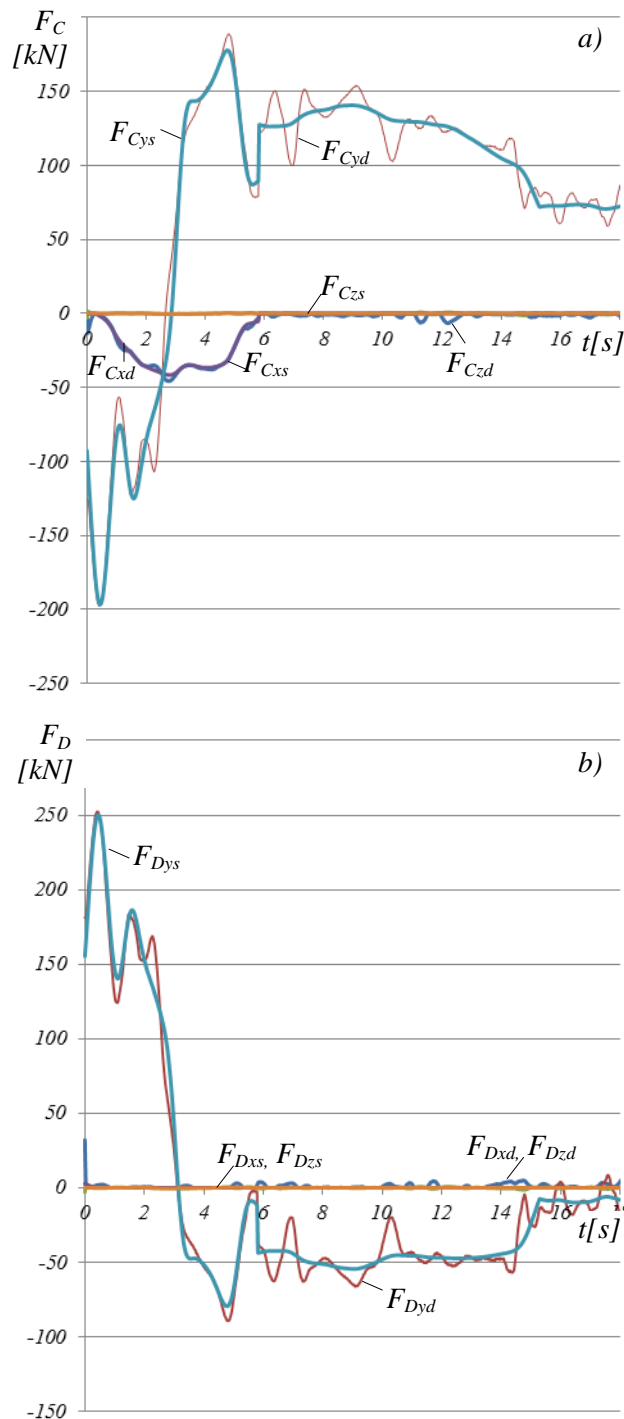 F_C
[kN]
a)
150
100
50
0
-50
-100
-150
-200
-250
F_Cys
F_Cyd
F_Czs
F_Cxd
F_Cxs
F_Czd
0 2 4 6 8 10 12 14 16 18
t[s]
F_D
[kN]
b)
250
200
150
100
50
0
-50
-100
-150
F_Dys
F_Dxs, F_Dzs
F_Dxd, F_Dzd
F_Dyd
0 2 4 6 8 10 12 14 16
t[s]